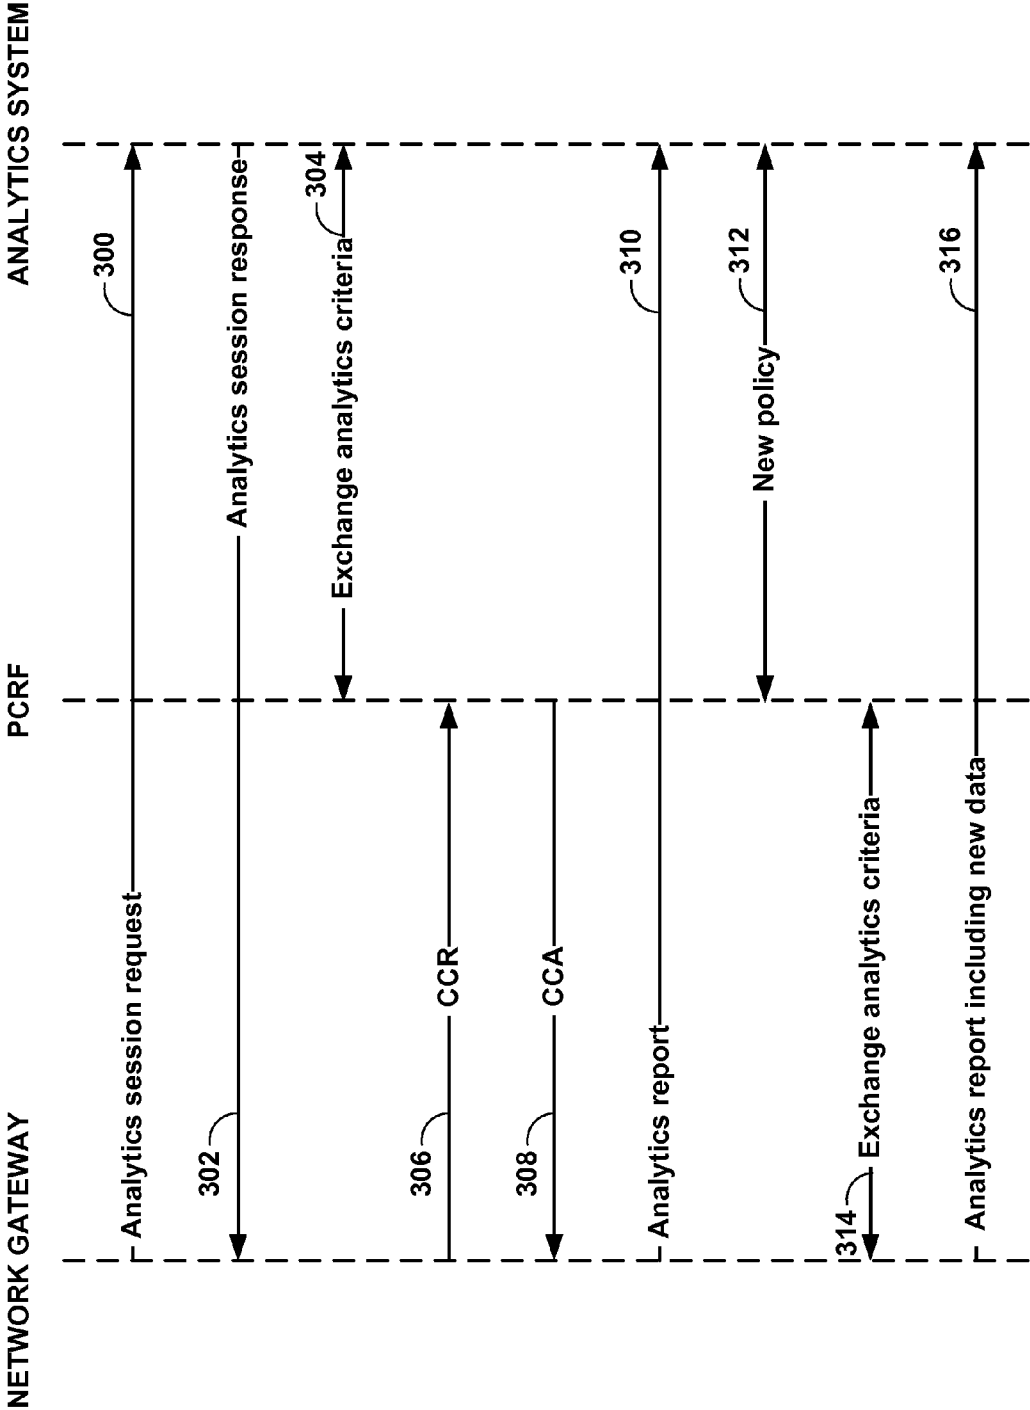 NETWORK GATEWAY
PCRF
ANALYTICS SYSTEM
Analytics session request
300
302
Analytics session response
Exchange analytics criteria
304
306
CCR
308
CCA
Analytics report
310
New policy
312
314
Exchange analytics criteria
Analytics report including new data
316